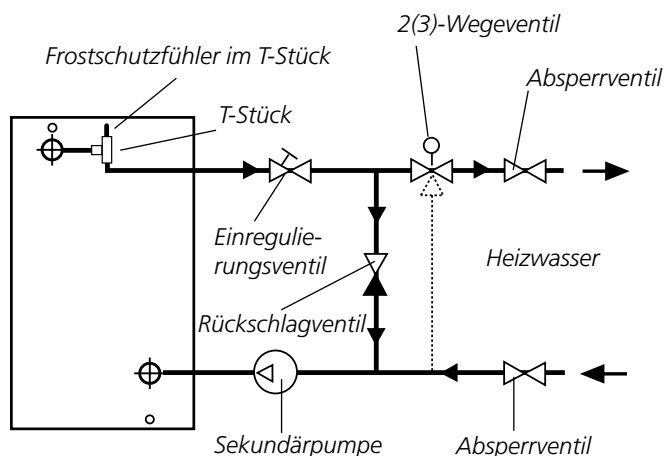 2(3)-Wegeventil
Frostschutzfühler im T-Stück
Absperrventil
T-Stück
Einregulie-
rungsventil
Heizwasser
Rückschlagventil
Sekundärpumpe
Absperrventil